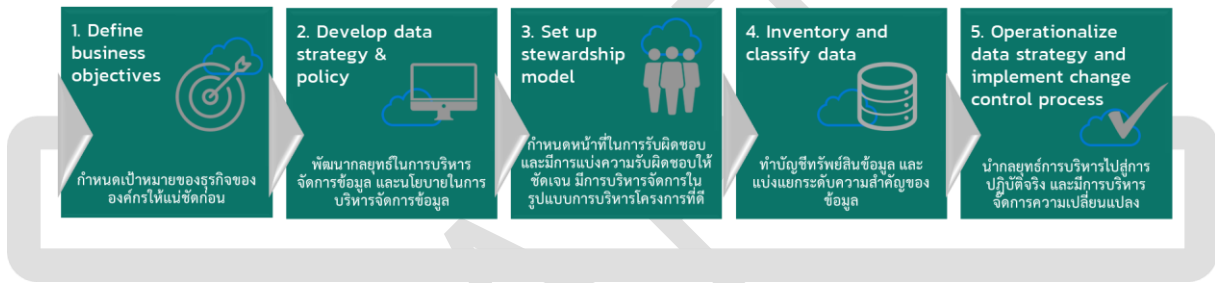 1. Define
business
objectives
กำหนดเป้าหมายของธุรกิจของ
องค์กรให้แน่ชัดก่อน
2. Develop data
strategy &
policy
พัฒนากลยุทธ์ในการบริหาร
จัดการข้อมูล และนโยบายในการ
บริหารจัดการข้อมูล
3. Set up
stewardship
model
กำหนดหน้าที่ในการรับผิดชอบ
และมีการแบ่งความรับผิดชอบให้
ชัดเจน มีการบริหารจัดการใน
รูปแบบการบริหารโครงการที่ดี
4. Inventory and
classify data
ทำบัญชีทรัพย์สินข้อมูล และ
แบ่งแยกระดับความสำคัญของ
ข้อมูล
5. Operationalize
data strategy and
implement change
control process
นำกลยุทธ์การบริหารไปสู่การ
ปฏิบัติจริง และมีการบริหาร
จัดการความเปลี่ยนแปลง